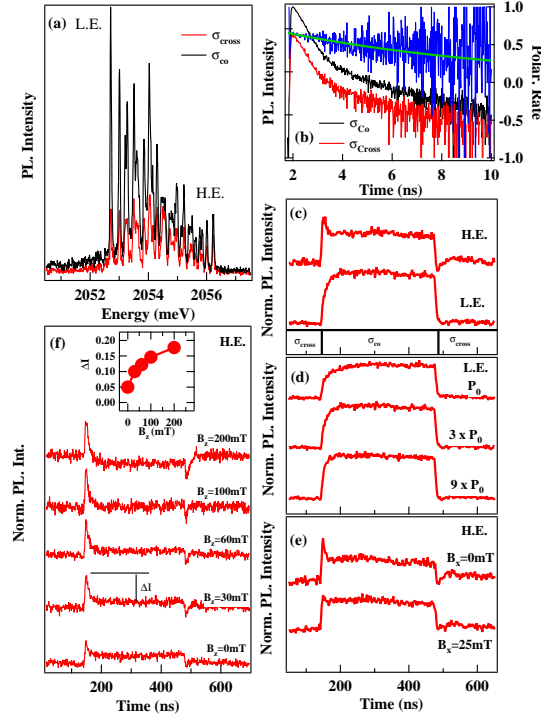 (a)
L.E.
σcross
σco
H.E.
PL. Intensity
2052
2054
2056
Energy (meV)
PL. Intensity
1.0
0.5
0.0
-0.5
-1.0
Polar. Rate
(b)
σCo
σCross
2
4
6
8
10
Time (ns)
(c)
H.E.
L.E.
Norm. PL. Intensity
σcross
σco
σcross
(d)
L.E.
P0
3 x P0
9 x P0
Norm. PL. Intensity
(e)
H.E.
Bx=0mT
Bx=25mT
Norm. PL. Intensity
200
400
600
Time (ns)
(f)
H.E.
ΔI
0.20
0.15
0.10
0.05
0.00
0
100
200
Bz(mT)
Bz=200mT
Bz=100mT
Bz=60mT
ΔI
Bz=30mT
Bz=0mT
Norm. PL. Int.
200
400
600
Time (ns)